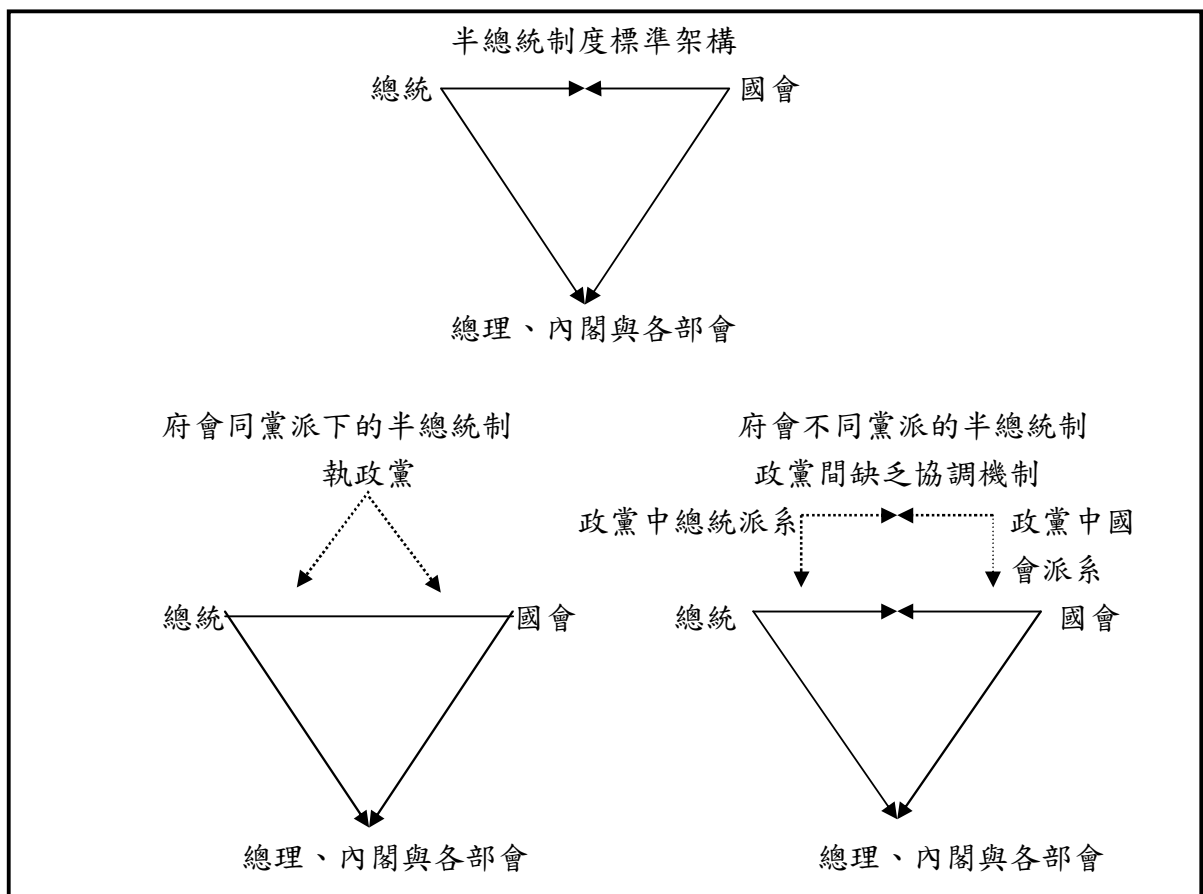 半總統制度標準架構
總統 國會
總理、內閣與各部會
府會同黨派下的半總統制
執政黨
總統 國會
總理、內閣與各部會
府會不同黨派的半總統制
政黨間缺乏協調機制
政黨中總統派系 政黨中國
會派系
總統 國會
總理、內閣與各部會